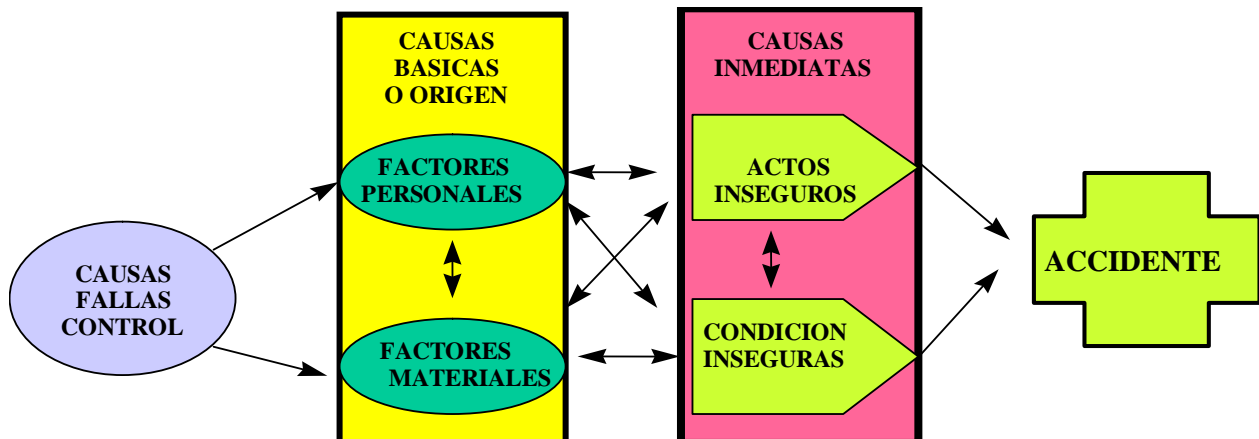 CAUSAS
FALLAS
CONTROL
CAUSAS
BASICAS
O ORIGEN
FACTORES
PERSONALES
FACTORES
MATERIALES
CAUSAS
INMEDIATAS
ACTOS
INSEGUROS
CONDICION
INSEGURAS
ACCIDENTE